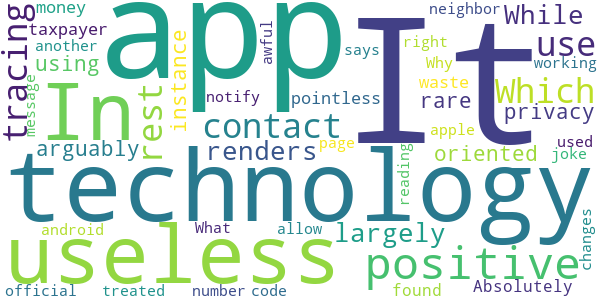 money app It neighbor While
taxpayer awful says right use
another Why working
tracing using instance notify pointless waste rare Which
message In rest contact apple privacy
arguably renders page oriented used
joke
technology
reading
android What allow largely changes
useless positive
official treated number code found Absolutely